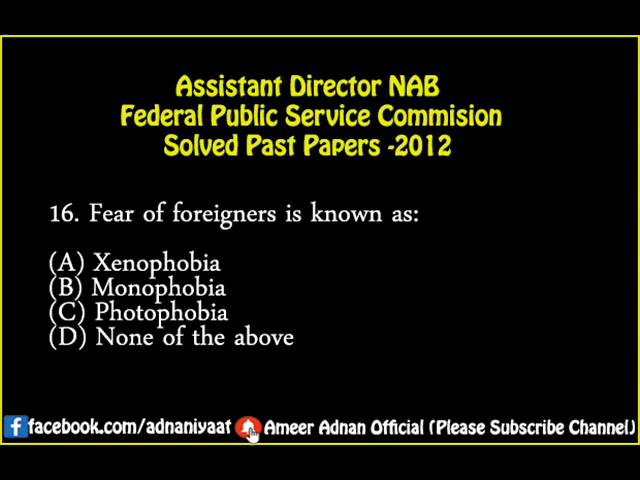 Assistant Director NAB
Federal Public Service Commision
Solved Past Papers -2012
16. Fear of foreigners is known as:
(A) Xenophobia
(B) Monophobia
(C) Photophobia
(D) None of the above
facebook.com/adnaniyaat Ameer Adnan Official (Please Subscribe Channel)